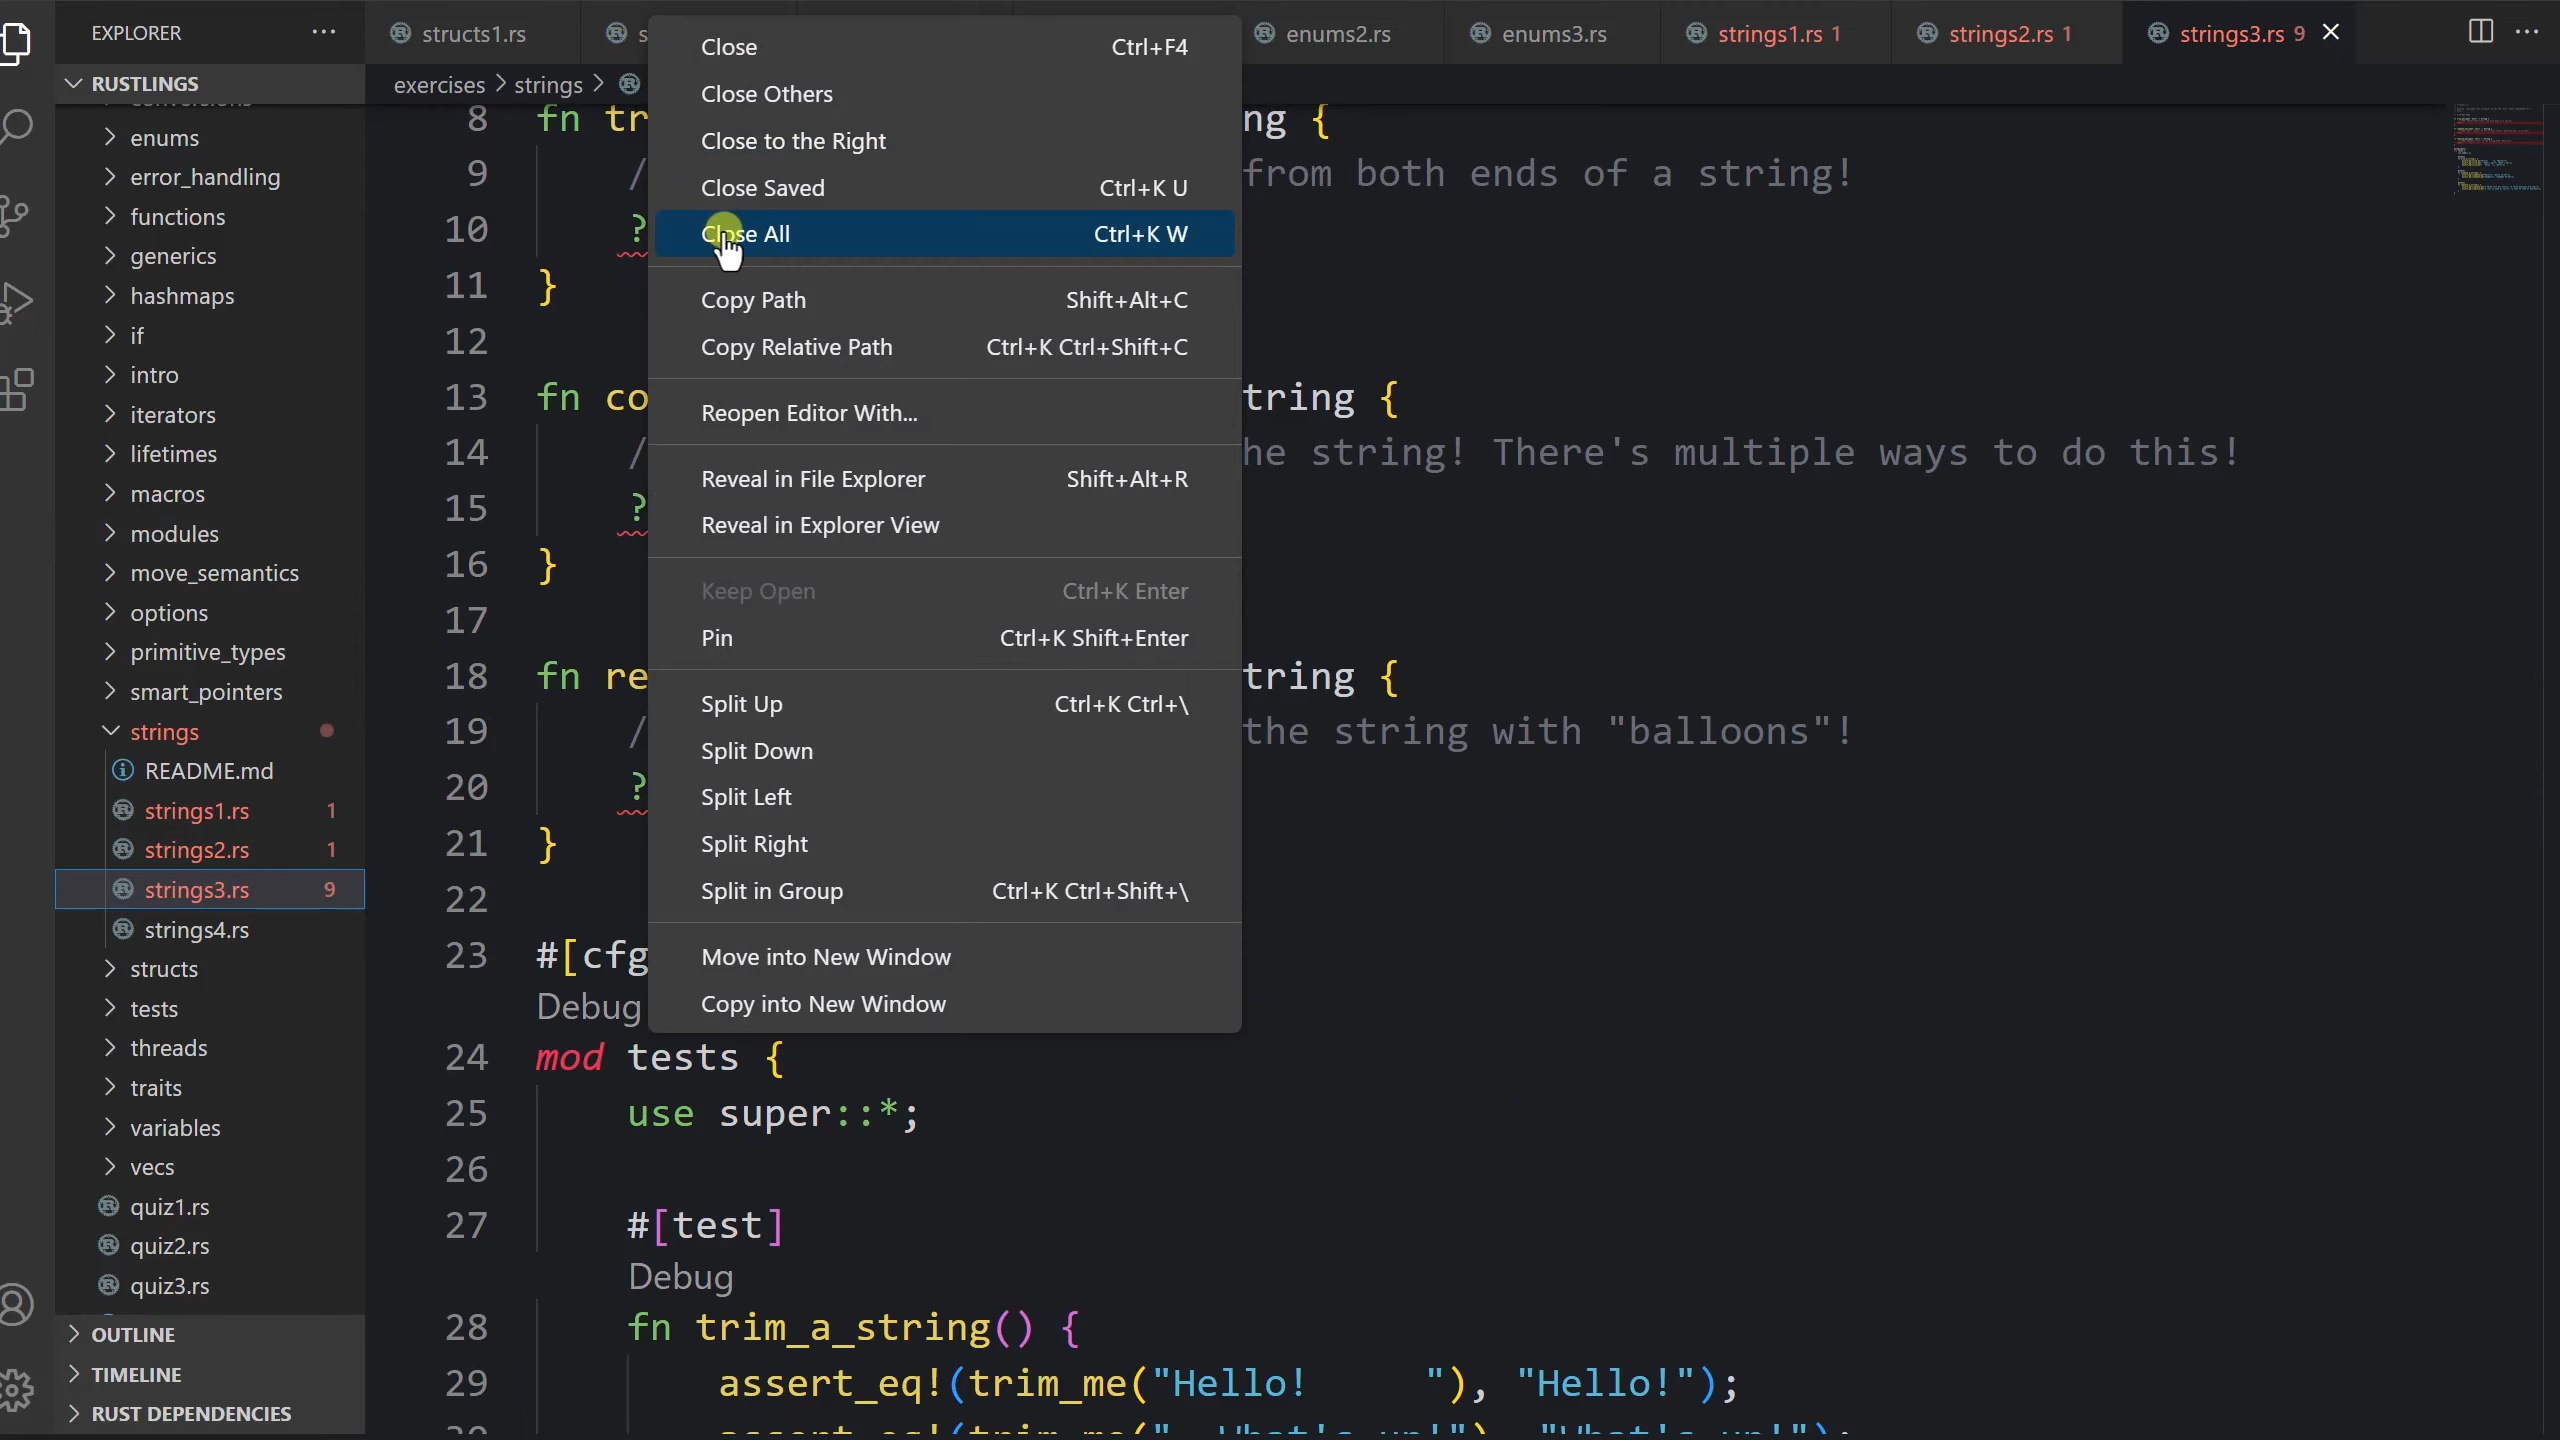 EXPLORER
RUSTLINGS
enums
error_handling
functions
generics
hashmaps
if
intro
iterators
lifetimes
macros
modules
move_semantics
options
primitive_types
smart_pointers
strings
README.md
strings1.rs 1
strings2.rs 1
strings3.rs 9
strings4.rs
structs
tests
threads
traits
variables
vecs
quiz1.rs
quiz2.rs
quiz3.rs
OUTLINE
TIMELINE
RUST DEPENDENCIES
structs1.rs
enums2.rs
enums3.rs
strings1.rs 1
strings2.rs 1
strings3.rs 9
exercises > strings >
Close Ctrl+F4
Close Others
Close to the Right
Close Saved Ctrl+K U
Close All Ctrl+K W
Copy Path Shift+Alt+C
Copy Relative Path Ctrl+K Ctrl+Shift+C
Reopen Editor With...
Reveal in File Explorer Shift+Alt+R
Reveal in Explorer View
Keep Open Ctrl+K Enter
Pin Ctrl+K Shift+Enter
Split Up Ctrl+K Ctrl+\
Split Down
Split Left
Split Right
Split in Group Ctrl+K Ctrl+Shift+\
Move into New Window
Copy into New Window
8 fn tr ng {
9 / from both ends of a string!
10 ?
11 }
12
13 fn co tring {
14 / he string! There's multiple ways to do this!
15 ?
16 }
17
18 fn re tring {
19 / the string with "balloons"!
20 ?
21 }
22
23 #[cfg
Debug
24 mod tests {
25 use super::*;
26
27 #[test]
Debug
28 fn trim_a_string() {
29 assert_eq!(trim_me("Hello!     "), "Hello!");